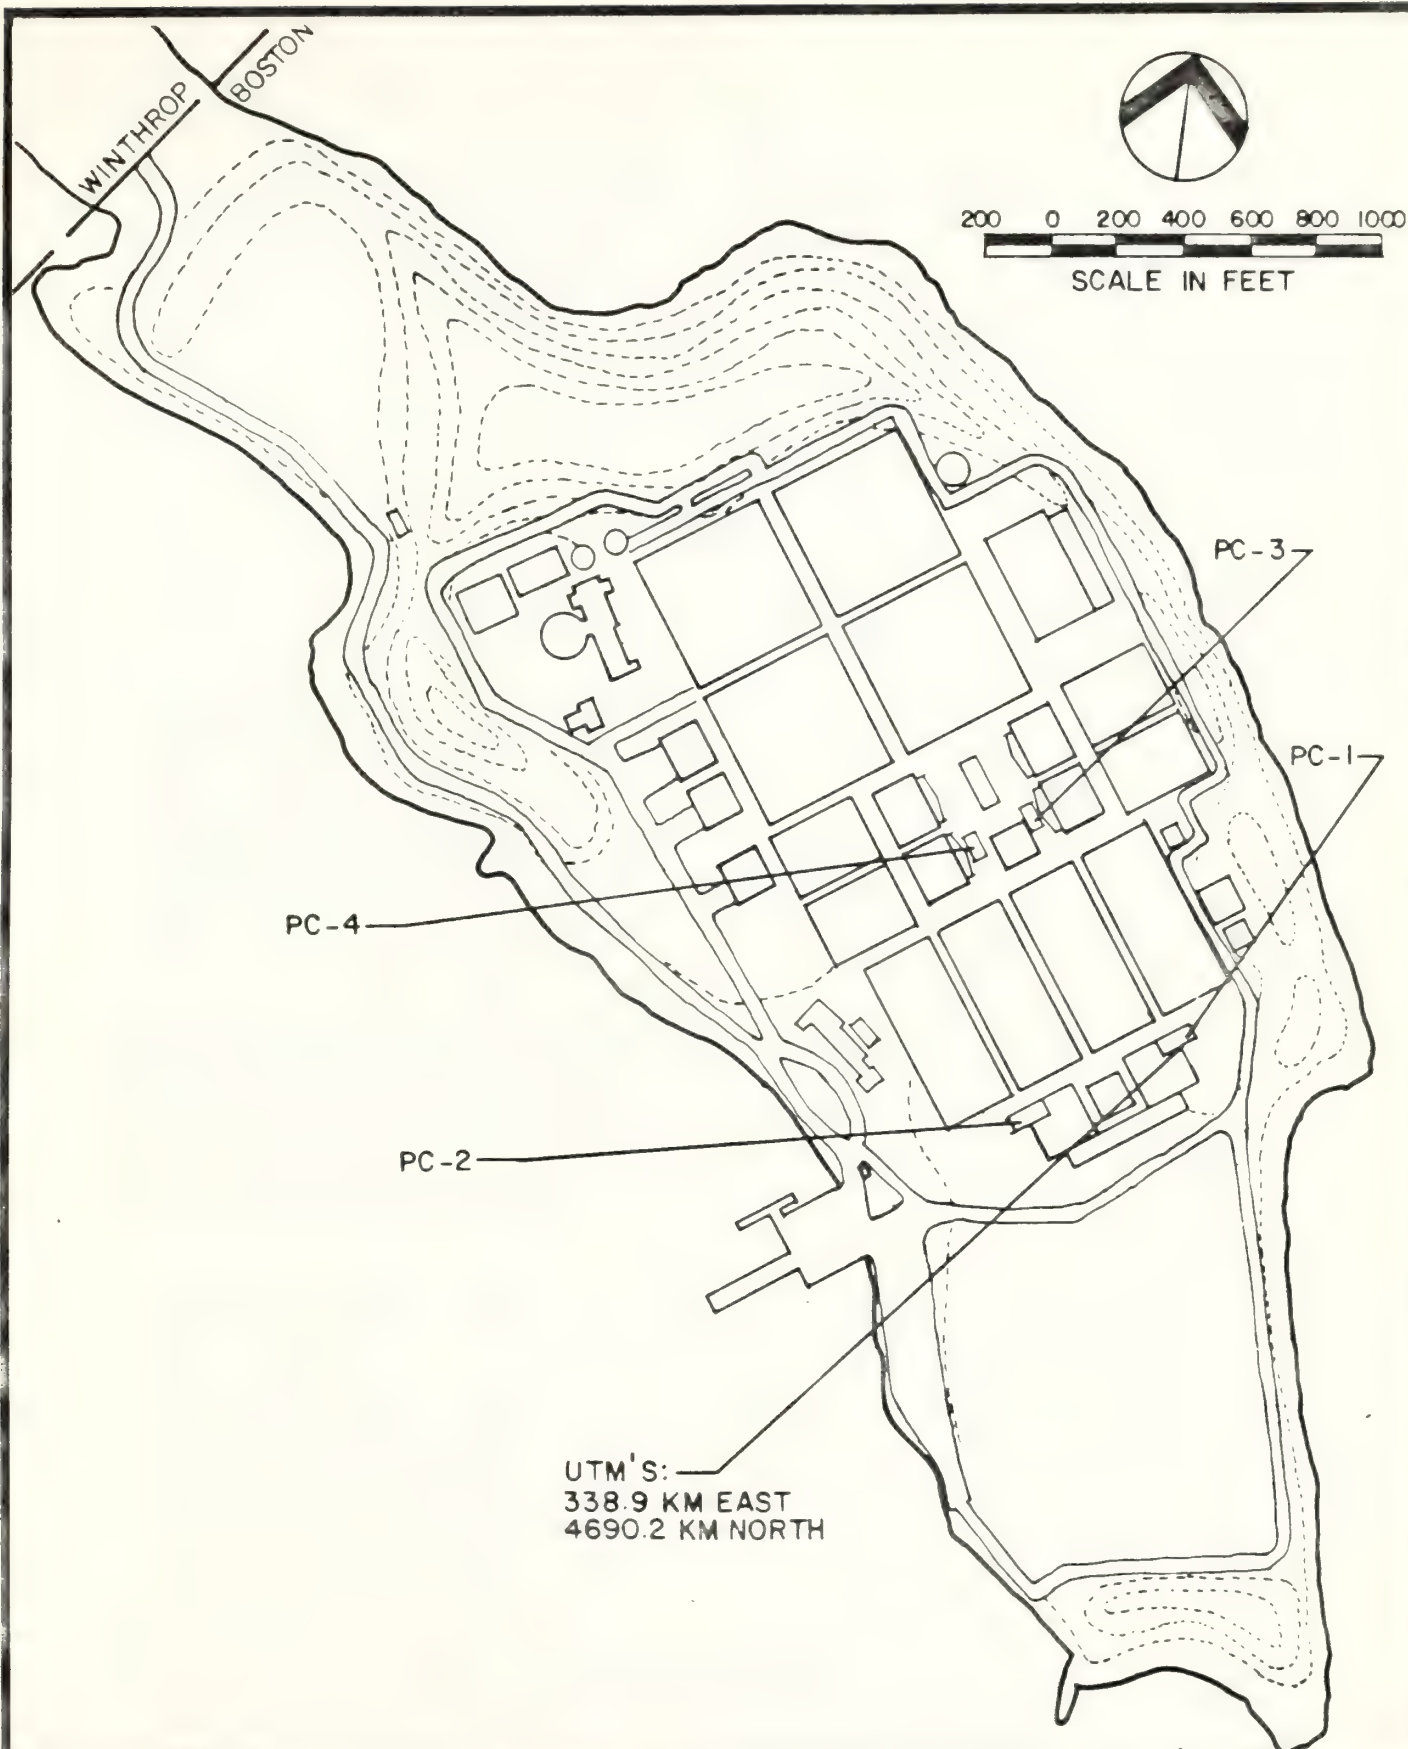 BOSTON
WINTHROP
200 0 200 400 600 800 1000
SCALE IN FEET
PC-3
PC-1
PC-4
PC-2
UTM'S:
338.9 KM EAST
4690.2 KM NORTH